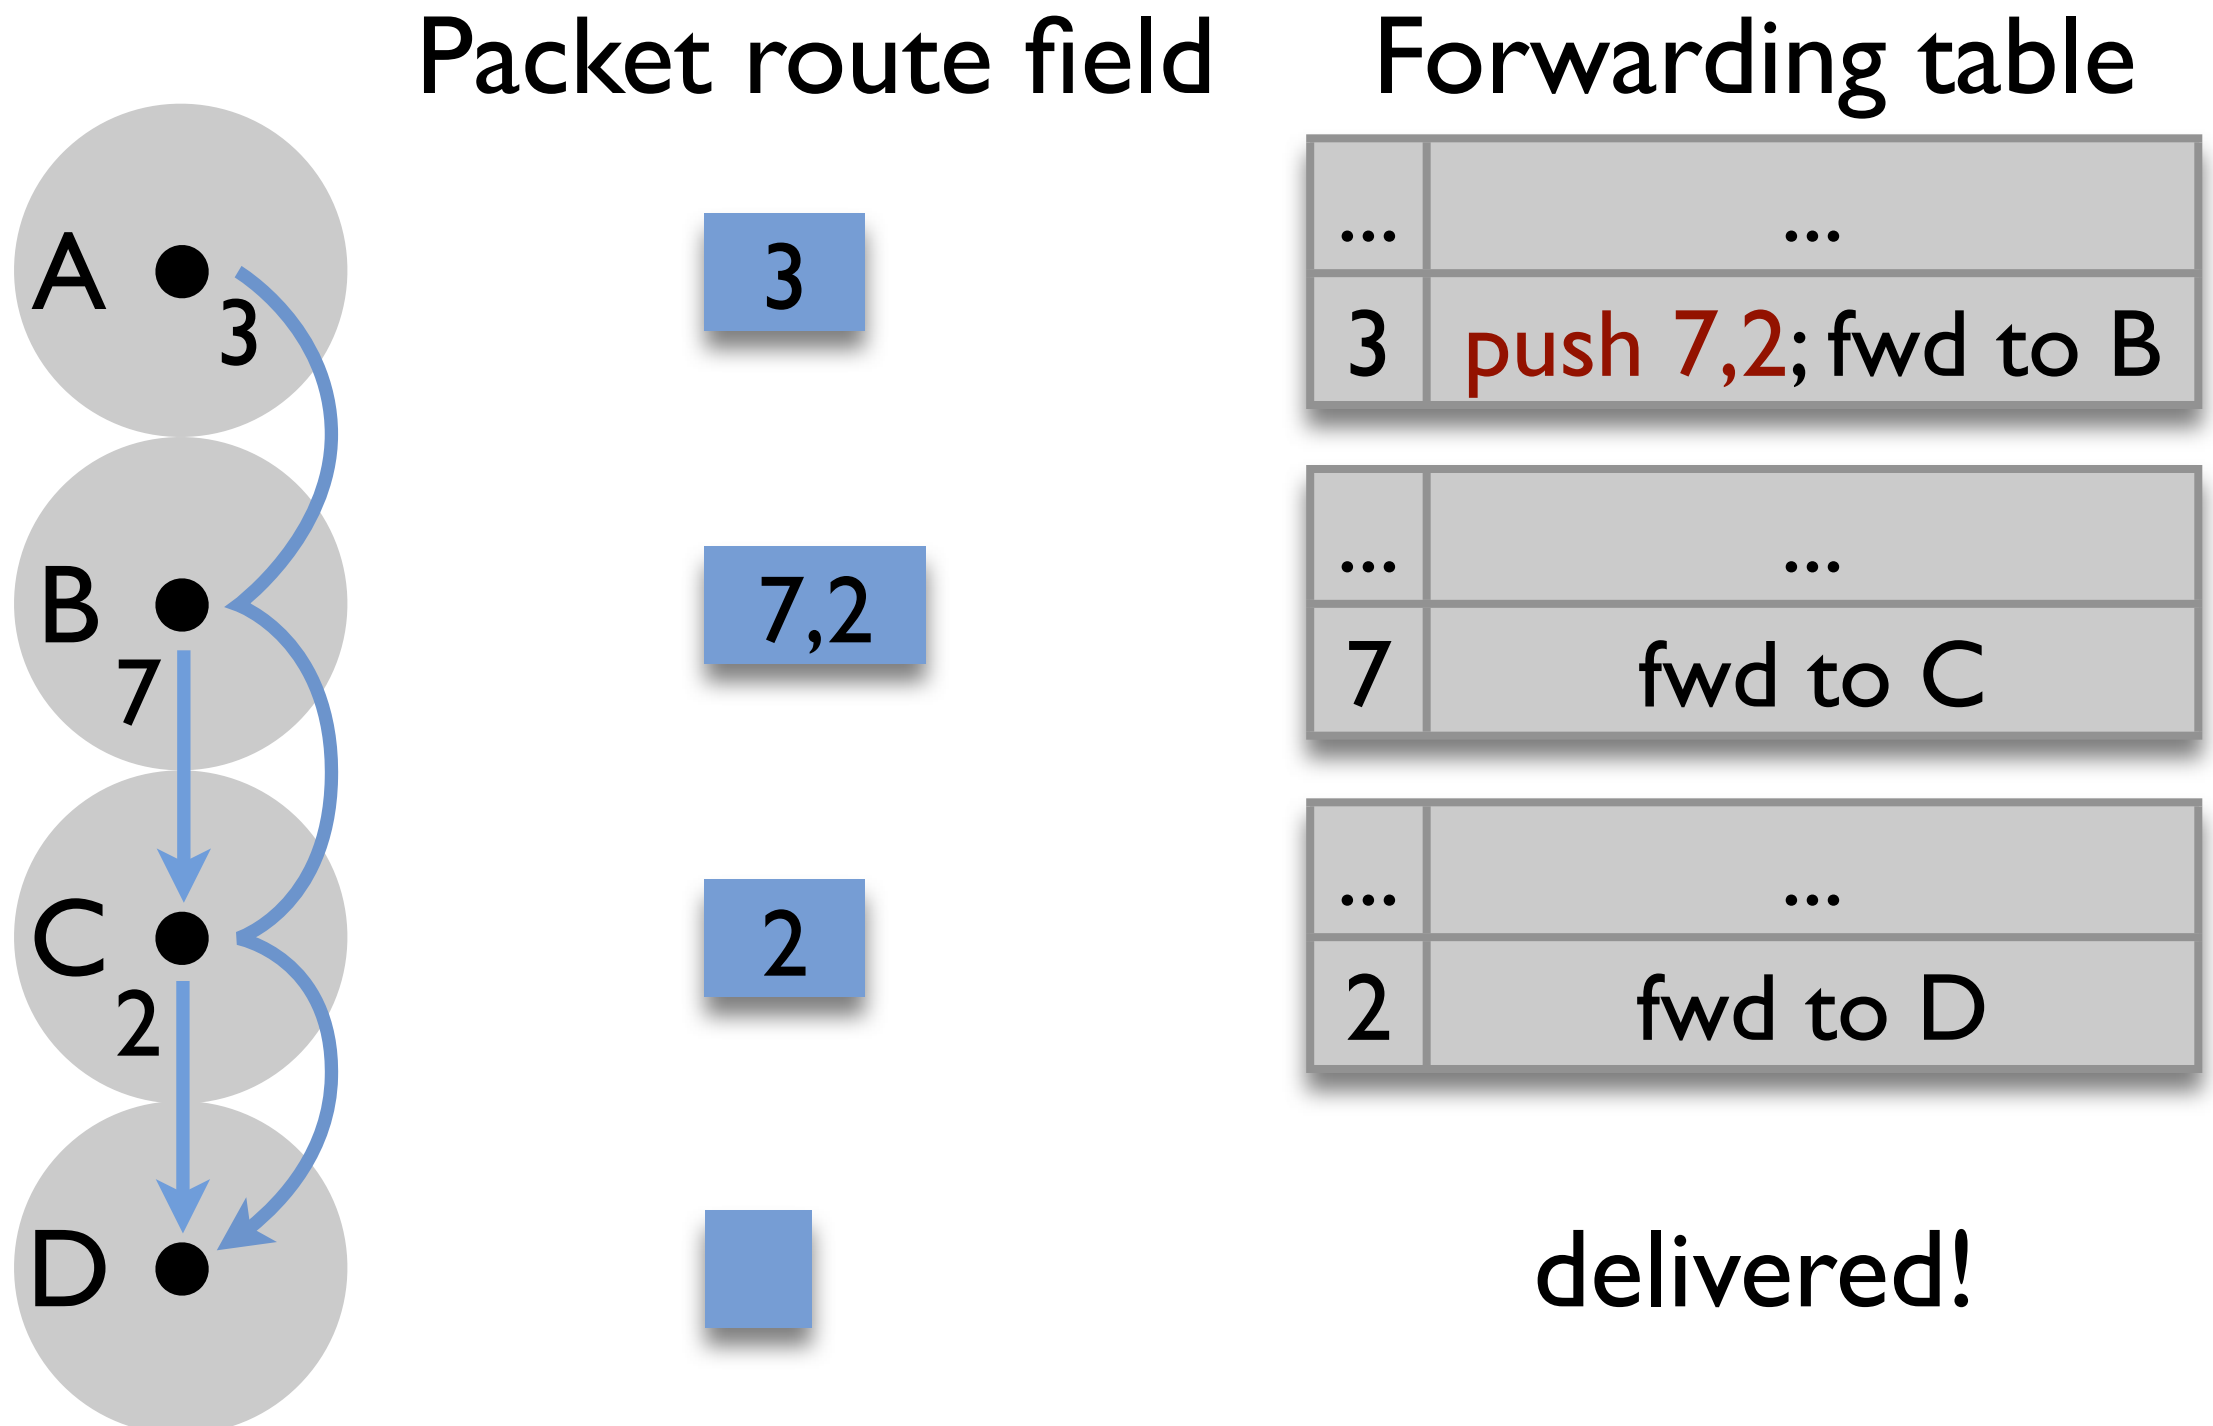 Packet route field
Forwarding table
A
3
3
...
...
3
push 7,2; fwd to B
B
7
7,2
...
...
7
fwd to C
C
2
2
...
...
2
fwd to D
D
delivered!